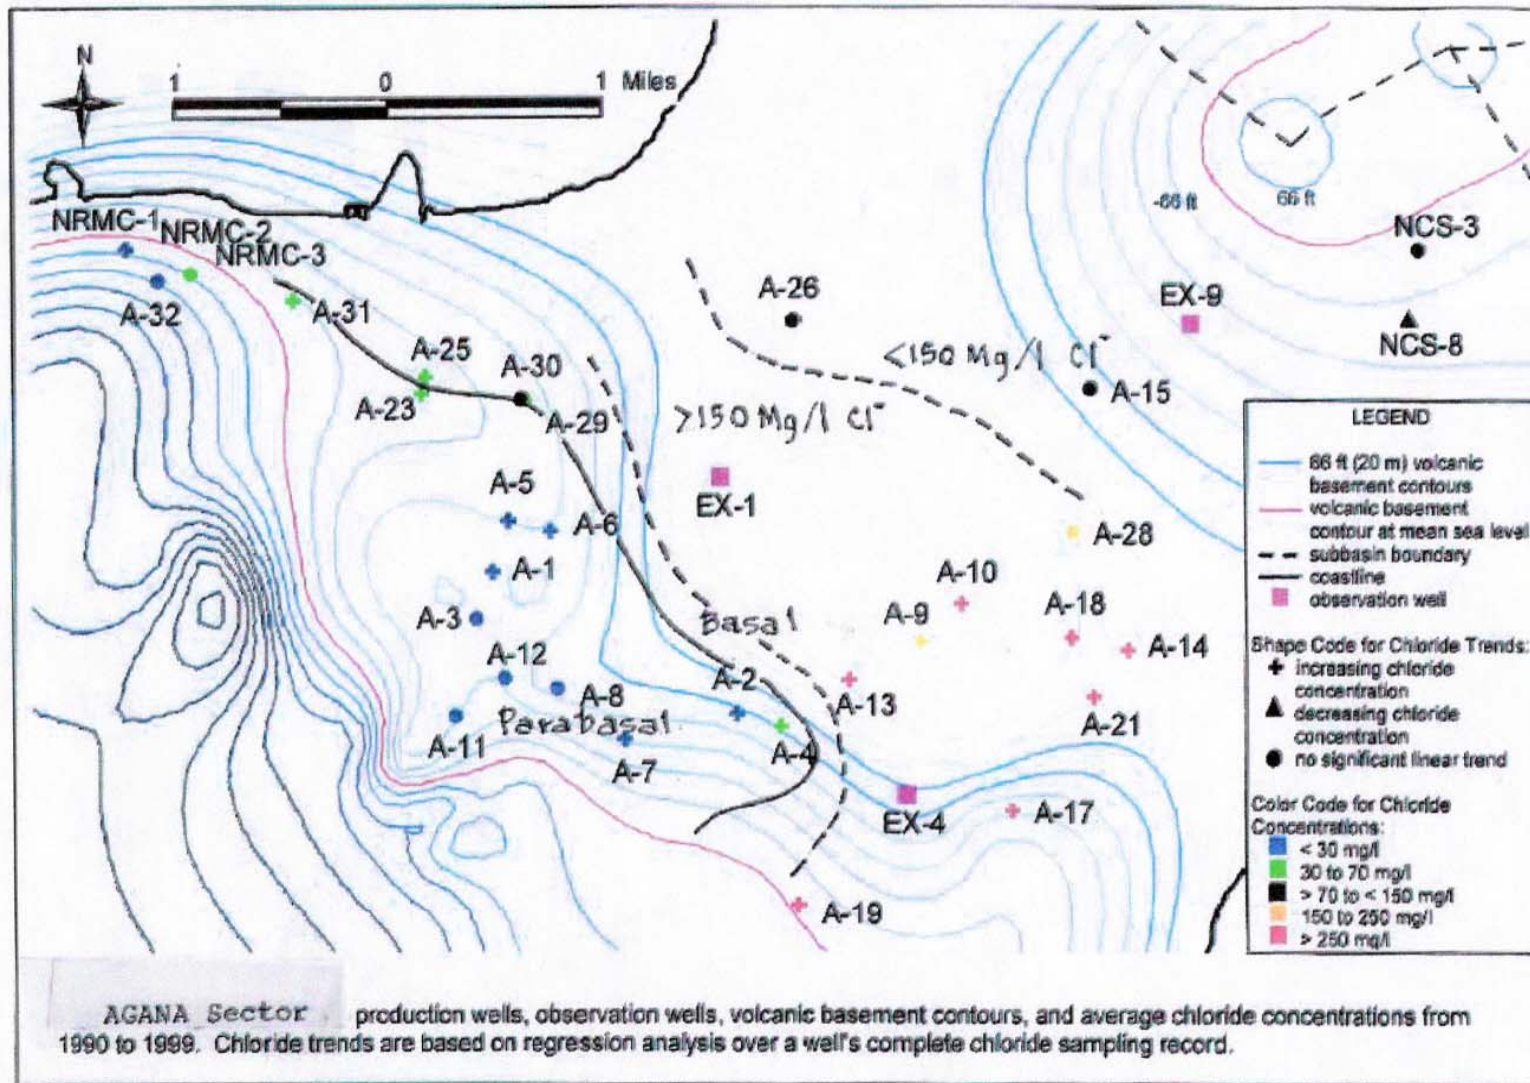 N
1 0 1 Miles
NRMC-1
NRMC-2
NRMC-3
A-32
A-31
A-25
A-23
A-30
A-29
A-26
<150 Mg/l Cl⁻
>150 Mg/l Cl⁻
-66 ft
66 ft
NCS-3
EX-9
NCS-8
A-15
A-5
A-6
EX-1
A-28
A-1
A-10
A-3
Basal
A-9
A-18
A-14
A-12
A-8
A-2
A-13
A-21
Parabasal
A-11
A-7
A-4
EX-4
A-17
A-19
LEGEND
66 ft (20 m) volcanic
basement contours
volcanic basement
contour at mean sea level
subbasin boundary
coastline
observation well
Shape Code for Chloride Trends:
increasing chloride
concentration
decreasing chloride
concentration
no significant linear trend
Color Code for Chloride
Concentrations:
< 30 mg/l
30 to 70 mg/l
> 70 to < 150 mg/l
150 to 250 mg/l
> 250 mg/l
AGANA Sector production wells, observation wells, volcanic basement contours, and average chloride concentrations from
1990 to 1999. Chloride trends are based on regression analysis over a well's complete chloride sampling record.